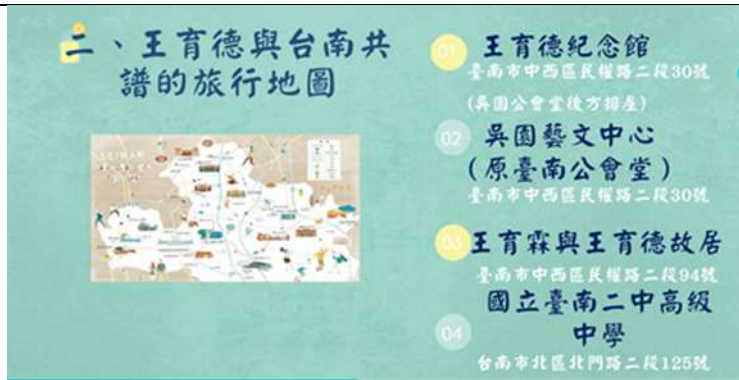 二、王育德與台南共
譜的旅行地圖
01
王育德紀念館
臺南市中西區民權路二段30號
(吳園公會堂後方排屋)
02
吳園藝文中心
(原臺南公會堂)
臺南市中西區民權路二段30號
03
王育霖與王育德故居
臺南市中西區民權路二段94號
04
國立臺南二中高級
中學
台南市北區北門路二段125號